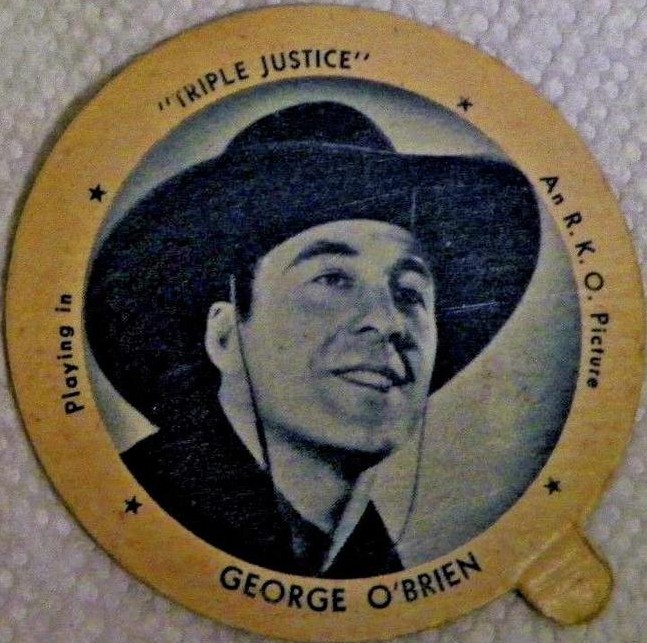 Playing in
"TRIPLE JUSTICE"
An R. K. O. Picture
GEORGE O'BRIEN